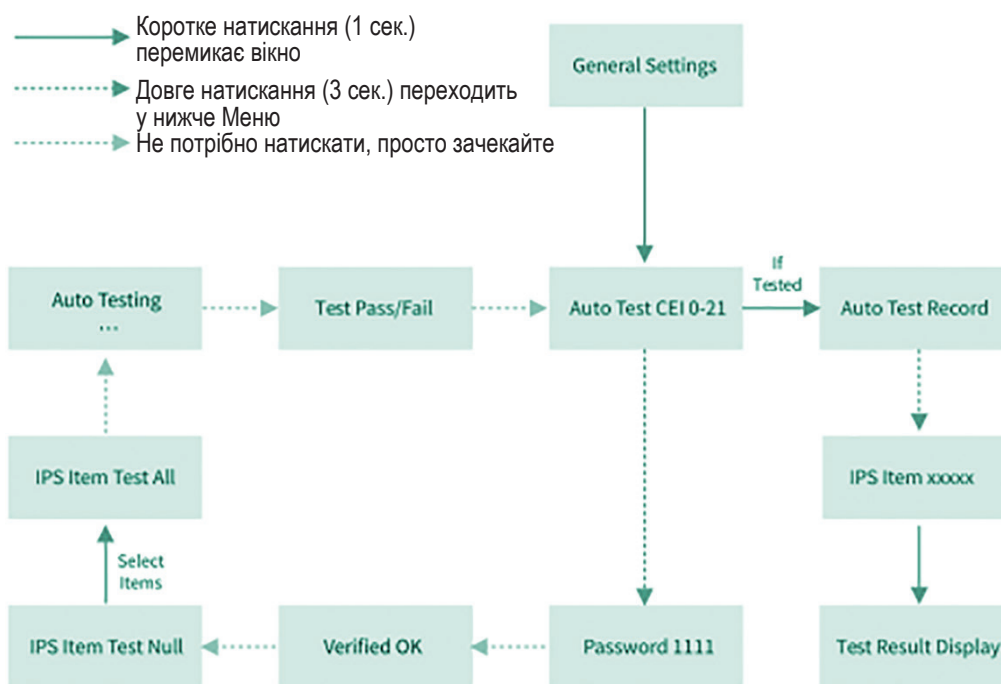 Коротке натискання (1 сек.)
перемикає вікно
Довге натискання (3 сек.) переходить
у нижче Меню
Не потрібно натискати, просто зачекайте
General Settings
Auto Testing
...
Test Pass/Fail
Auto Test CEI 0-21
If
Tested
Auto Test Record
IPS Item Test All
IPS Item xxxxx
Select
Items
IPS Item Test Null
Verified OK
Password 1111
Test Result Display